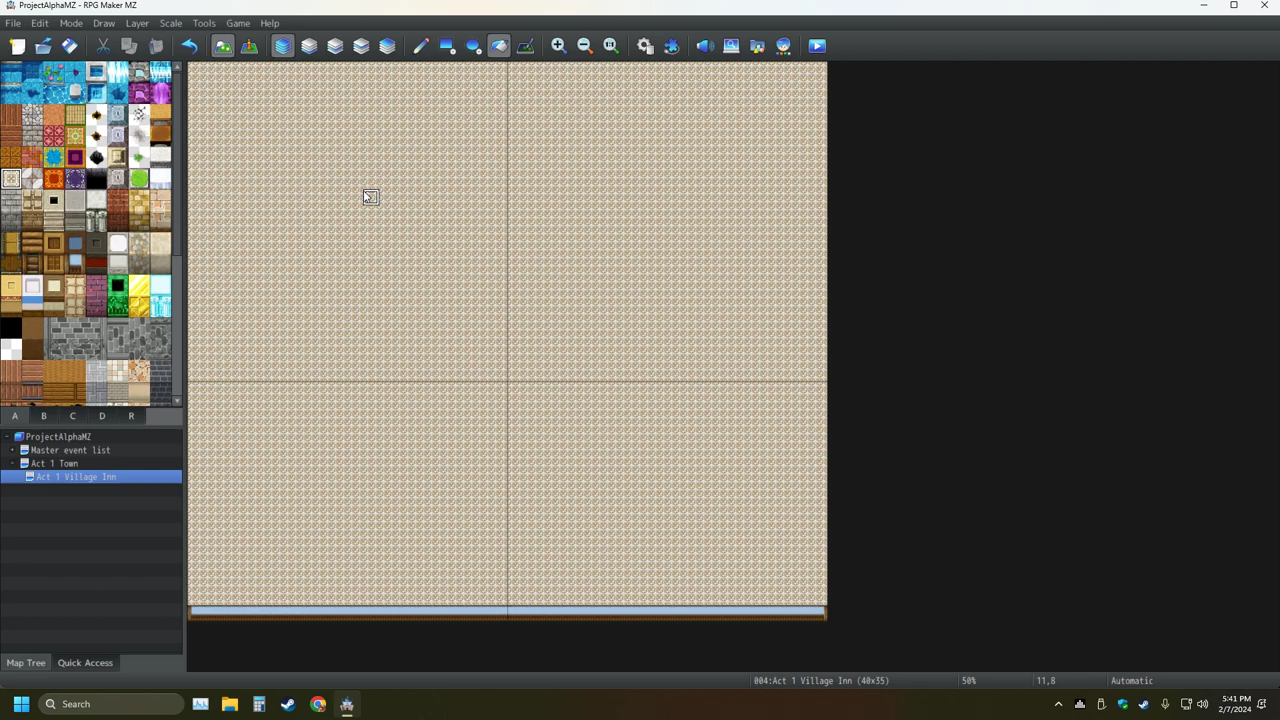 ProjectAlphaMZ - RPG Maker MZ
File Edit Mode Draw Layer Scale Tools Game Help
A B C D R
ProjectAlphaMZ
Master event list
Act 1 Town
Act 1 Village Inn
Map Tree Quick Access
004:Act 1 Village Inn (40x35) 50% 11,8 Automatic
Search
5:41 PM
2/7/2024